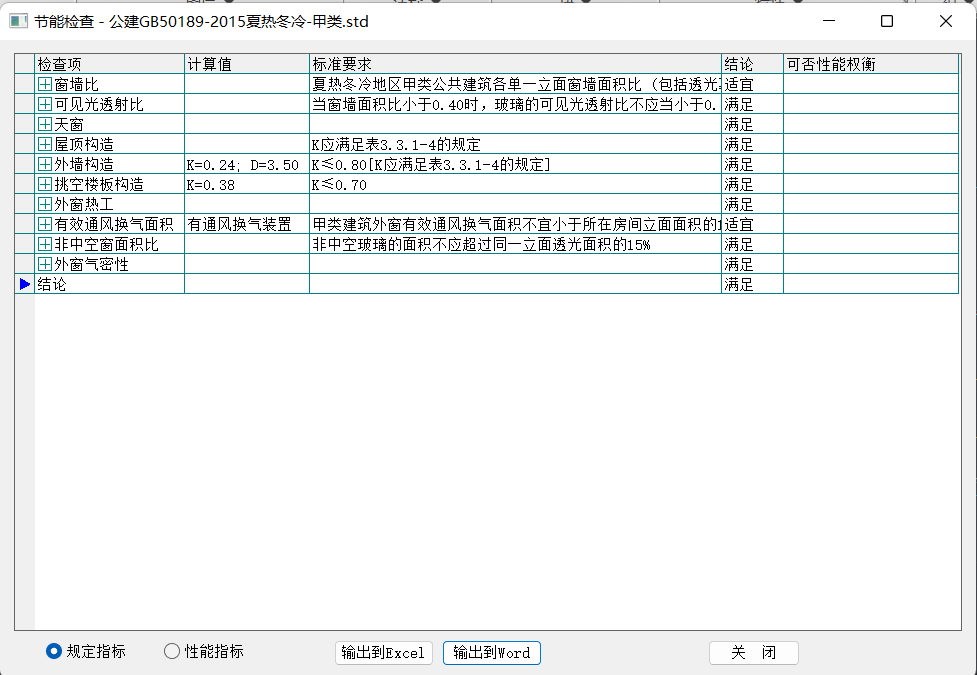 节能检查 - 公建GB50189-2015夏热冬冷-甲类.std
检查项 计算值 标准要求 结论 可否性能权衡
窗墙比 夏热冬冷地区甲类公共建筑各单一立面窗墙面积比（包括透光 适宜
可见光透射比 当窗墙面积比小于0.40时，玻璃的可见光透射比不应当小于0. 满足
天窗 满足
屋顶构造 K应满足表3.3.1-4的规定 满足
外墙构造 K=0.24; D=3.50 K≤0.80[K应满足表3.3.1-4的规定] 满足
挑空楼板构造 K=0.38 K≤0.70 满足
外窗热工 满足
有效通风换气面积 有通风换气装置 甲类建筑外窗有效通风换气面积不宜小于所在房间立面面积的 适宜
非中空窗面积比 非中空玻璃的面积不应超过同一立面透光面积的15% 满足
外窗气密性 满足
结论 满足
规定指标 性能指标 输出到Excel 输出到Word 关 闭